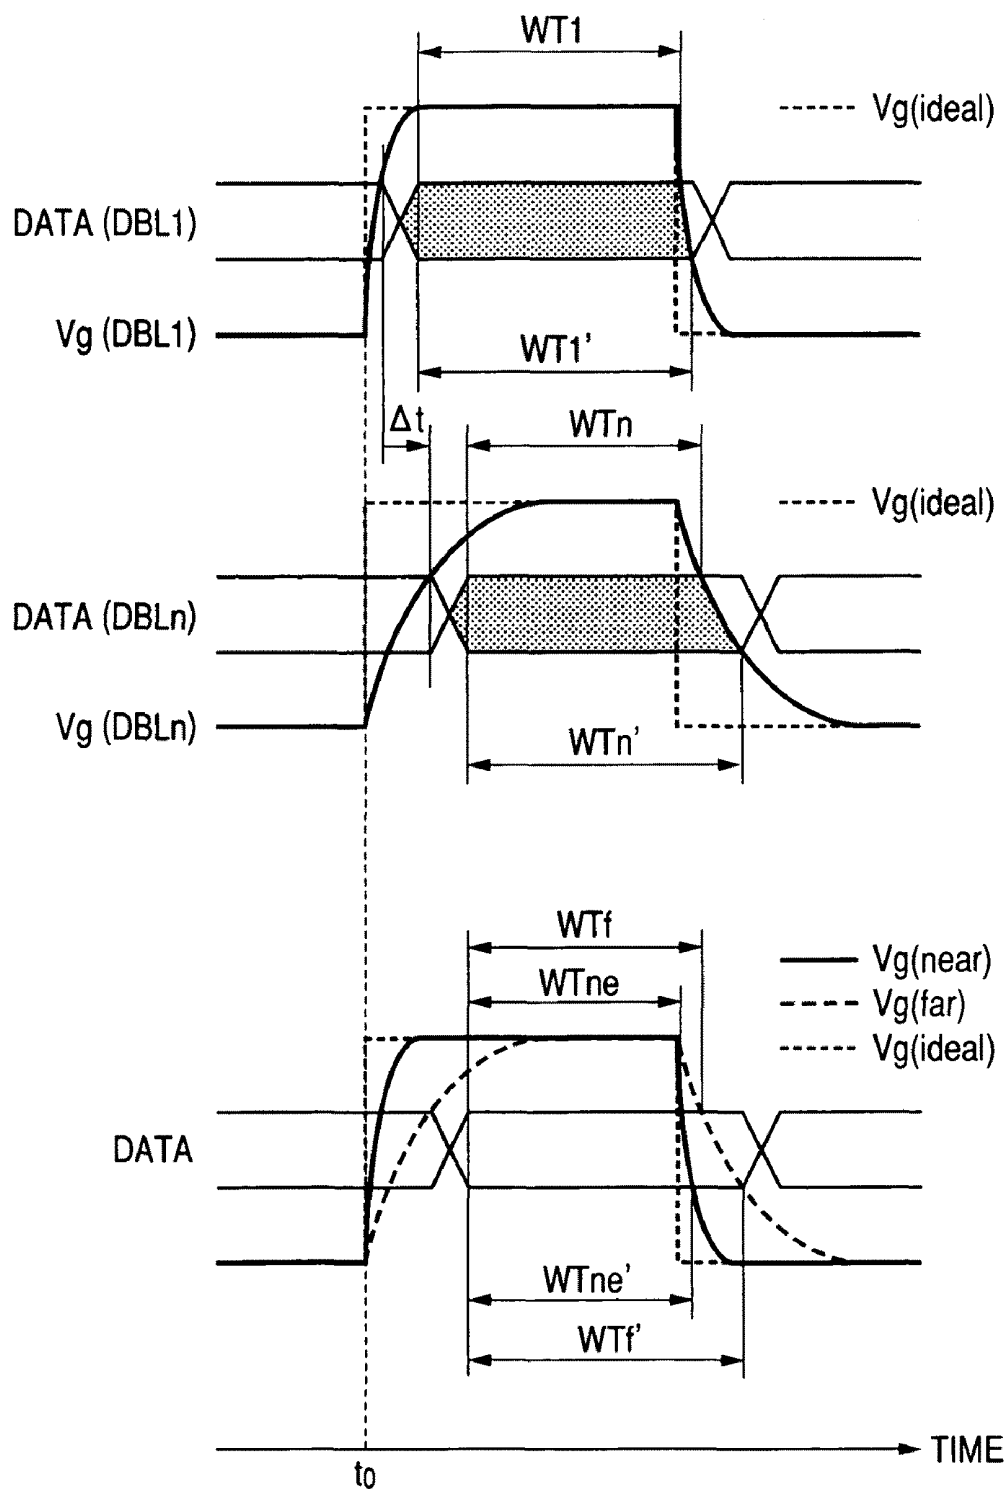 WT1
Vg(ideal)
DATA (DBL1)
Vg (DBL1)
WT1'
Δt
WTn
Vg(ideal)
DATA (DBLn)
Vg (DBLn)
WTn'
WTf
Vg(near)
WTne
Vg(far)
Vg(ideal)
DATA
WTne'
WTf'
TIME
t0